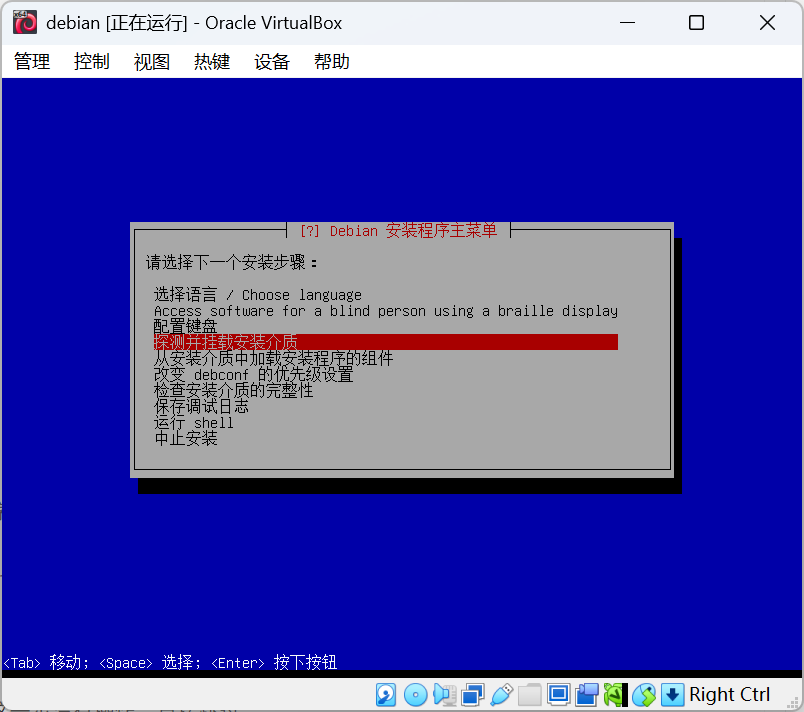 debian [正在运行] - Oracle VirtualBox
管理 控制 视图 热键 设备 帮助
[?] Debian 安装程序主菜单
请选择下一个安装步骤：
选择语言 / Choose language
Access software for a blind person using a braille display
配置键盘
探测并挂载安装介质
从安装介质中加载安装程序的组件
改变 debconf 的优先级设置
检查安装介质的完整性
保存调试日志
运行 shell
中止安装
<Tab> 移动; <Space> 选择; <Enter> 按下按钮
Right Ctrl